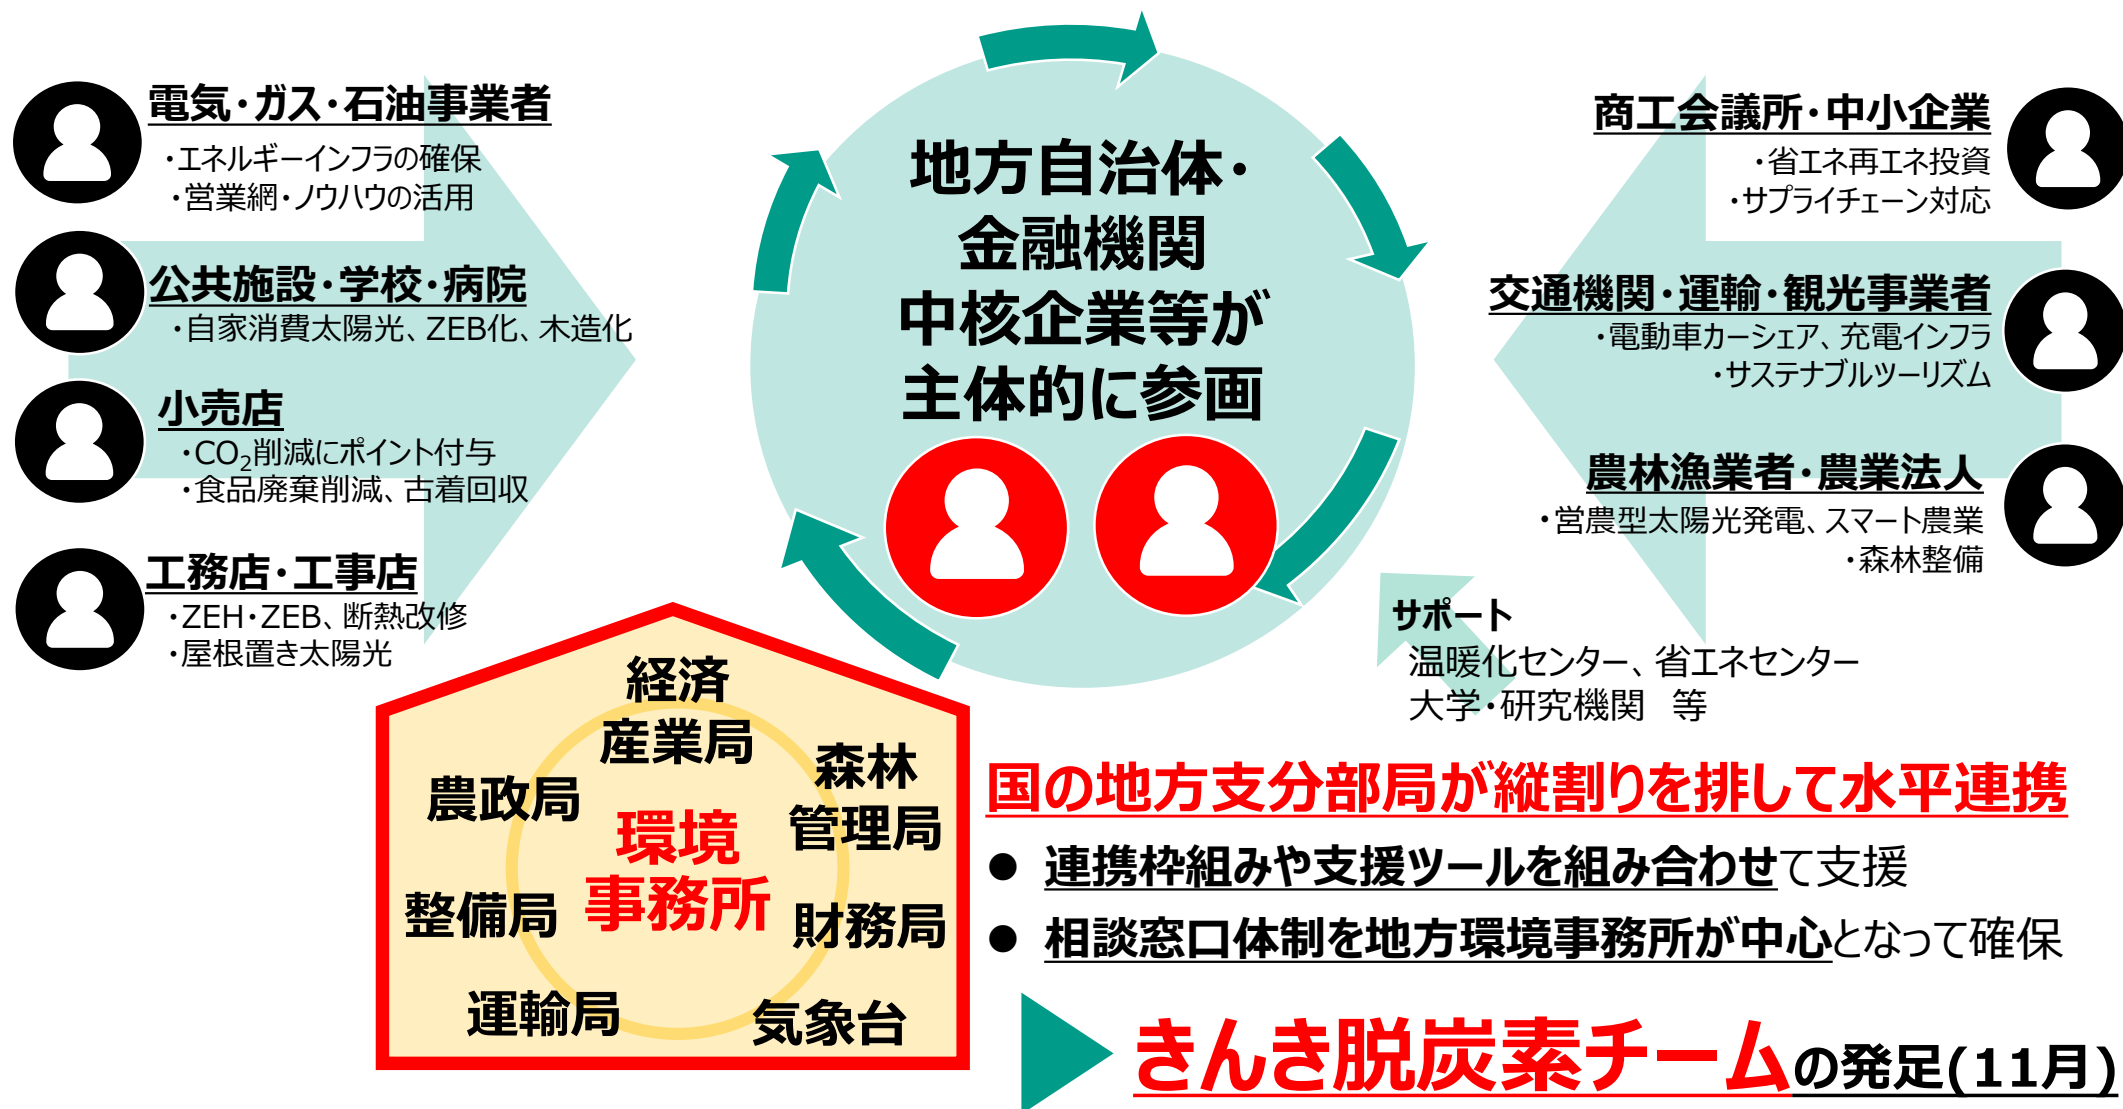 電気・ガス・石油事業者
・エネルギーインフラの確保
・営業網・ノウハウの活用
公共施設・学校・病院
・自家消費太陽光、ZEB化、木造化
小売店
・CO₂削減にポイント付与
・食品廃棄削減、古着回収
工務店・工事店
・ZEH・ZEB、断熱改修
・屋根置き太陽光
地方自治体・
金融機関
中核企業等が
主体的に参画
商工会議所・中小企業
・省エネ再エネ投資
・サプライチェーン対応
交通機関・運輸・観光事業者
・電動車カーシェア、充電インフラ
・サステナブルツーリズム
農林漁業者・農業法人
・営農型太陽光発電、スマート農業
・森林整備
サポート
温暖化センター、省エネセンター
大学・研究機関　等
経済
産業局
農政局
森林
管理局
環境
事務所
整備局
財務局
運輸局
気象台
国の地方支分部局が縦割りを排して水平連携
● 連携枠組みや支援ツールを組み合わせて支援
● 相談窓口体制を地方環境事務所が中心となって確保
きんき脱炭素チームの発足(11月)